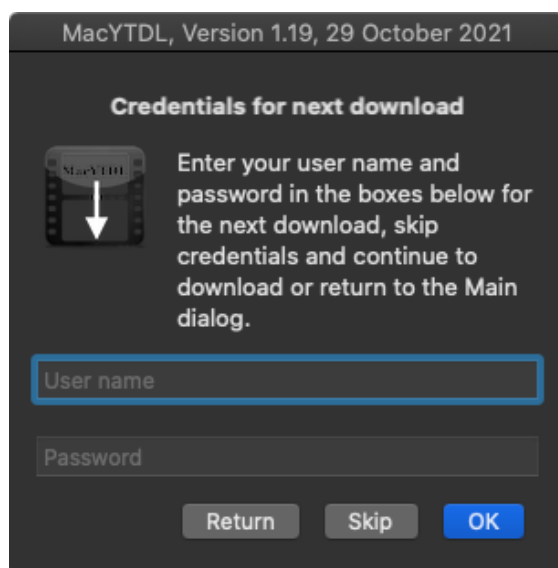 MacYTDL, Version 1.19, 29 October 2021
Credentials for next download
MacYTDL
Enter your user name and
password in the boxes below for
the next download, skip
credentials and continue to
download or return to the Main
dialog.
User name
Password
Return Skip OK